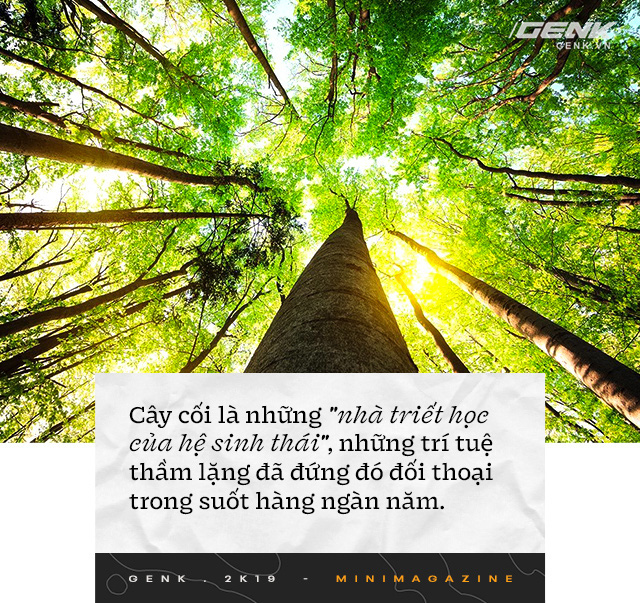 GENK
GENK.VN
Cây cối là những "nhà triết học
của hệ sinh thái", những trí tuệ
thầm lặng đã đứng đó đối thoại
trong suốt hàng ngàn năm.
GENK . 2K19 - MINIMAGAZINE